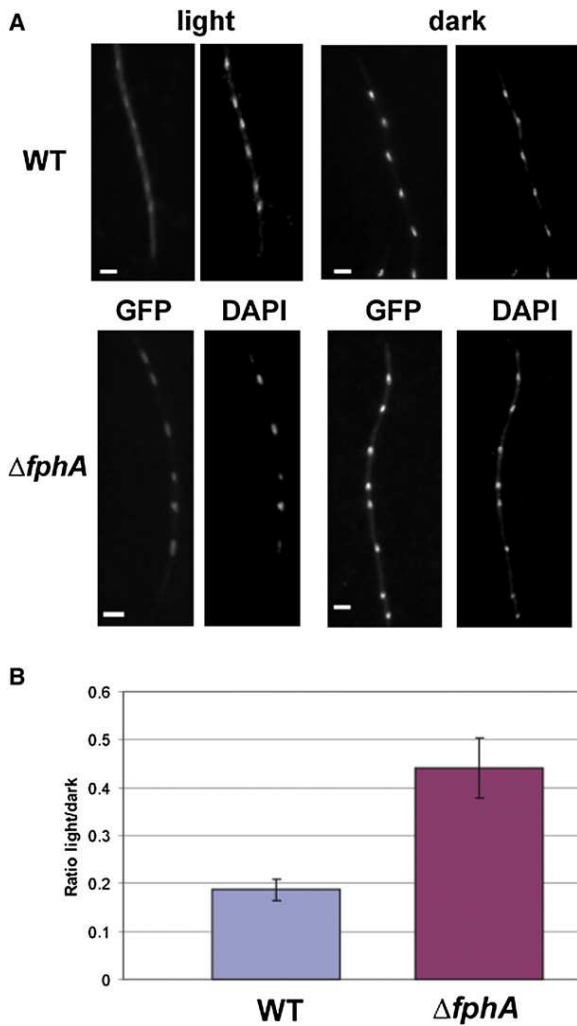 A
light dark
WT
GFP DAPI GFP DAPI
ΔfphA
B
0.6
0.5
0.4
0.3
0.2
0.1
0
Ratio light/dark
WT ΔfphA